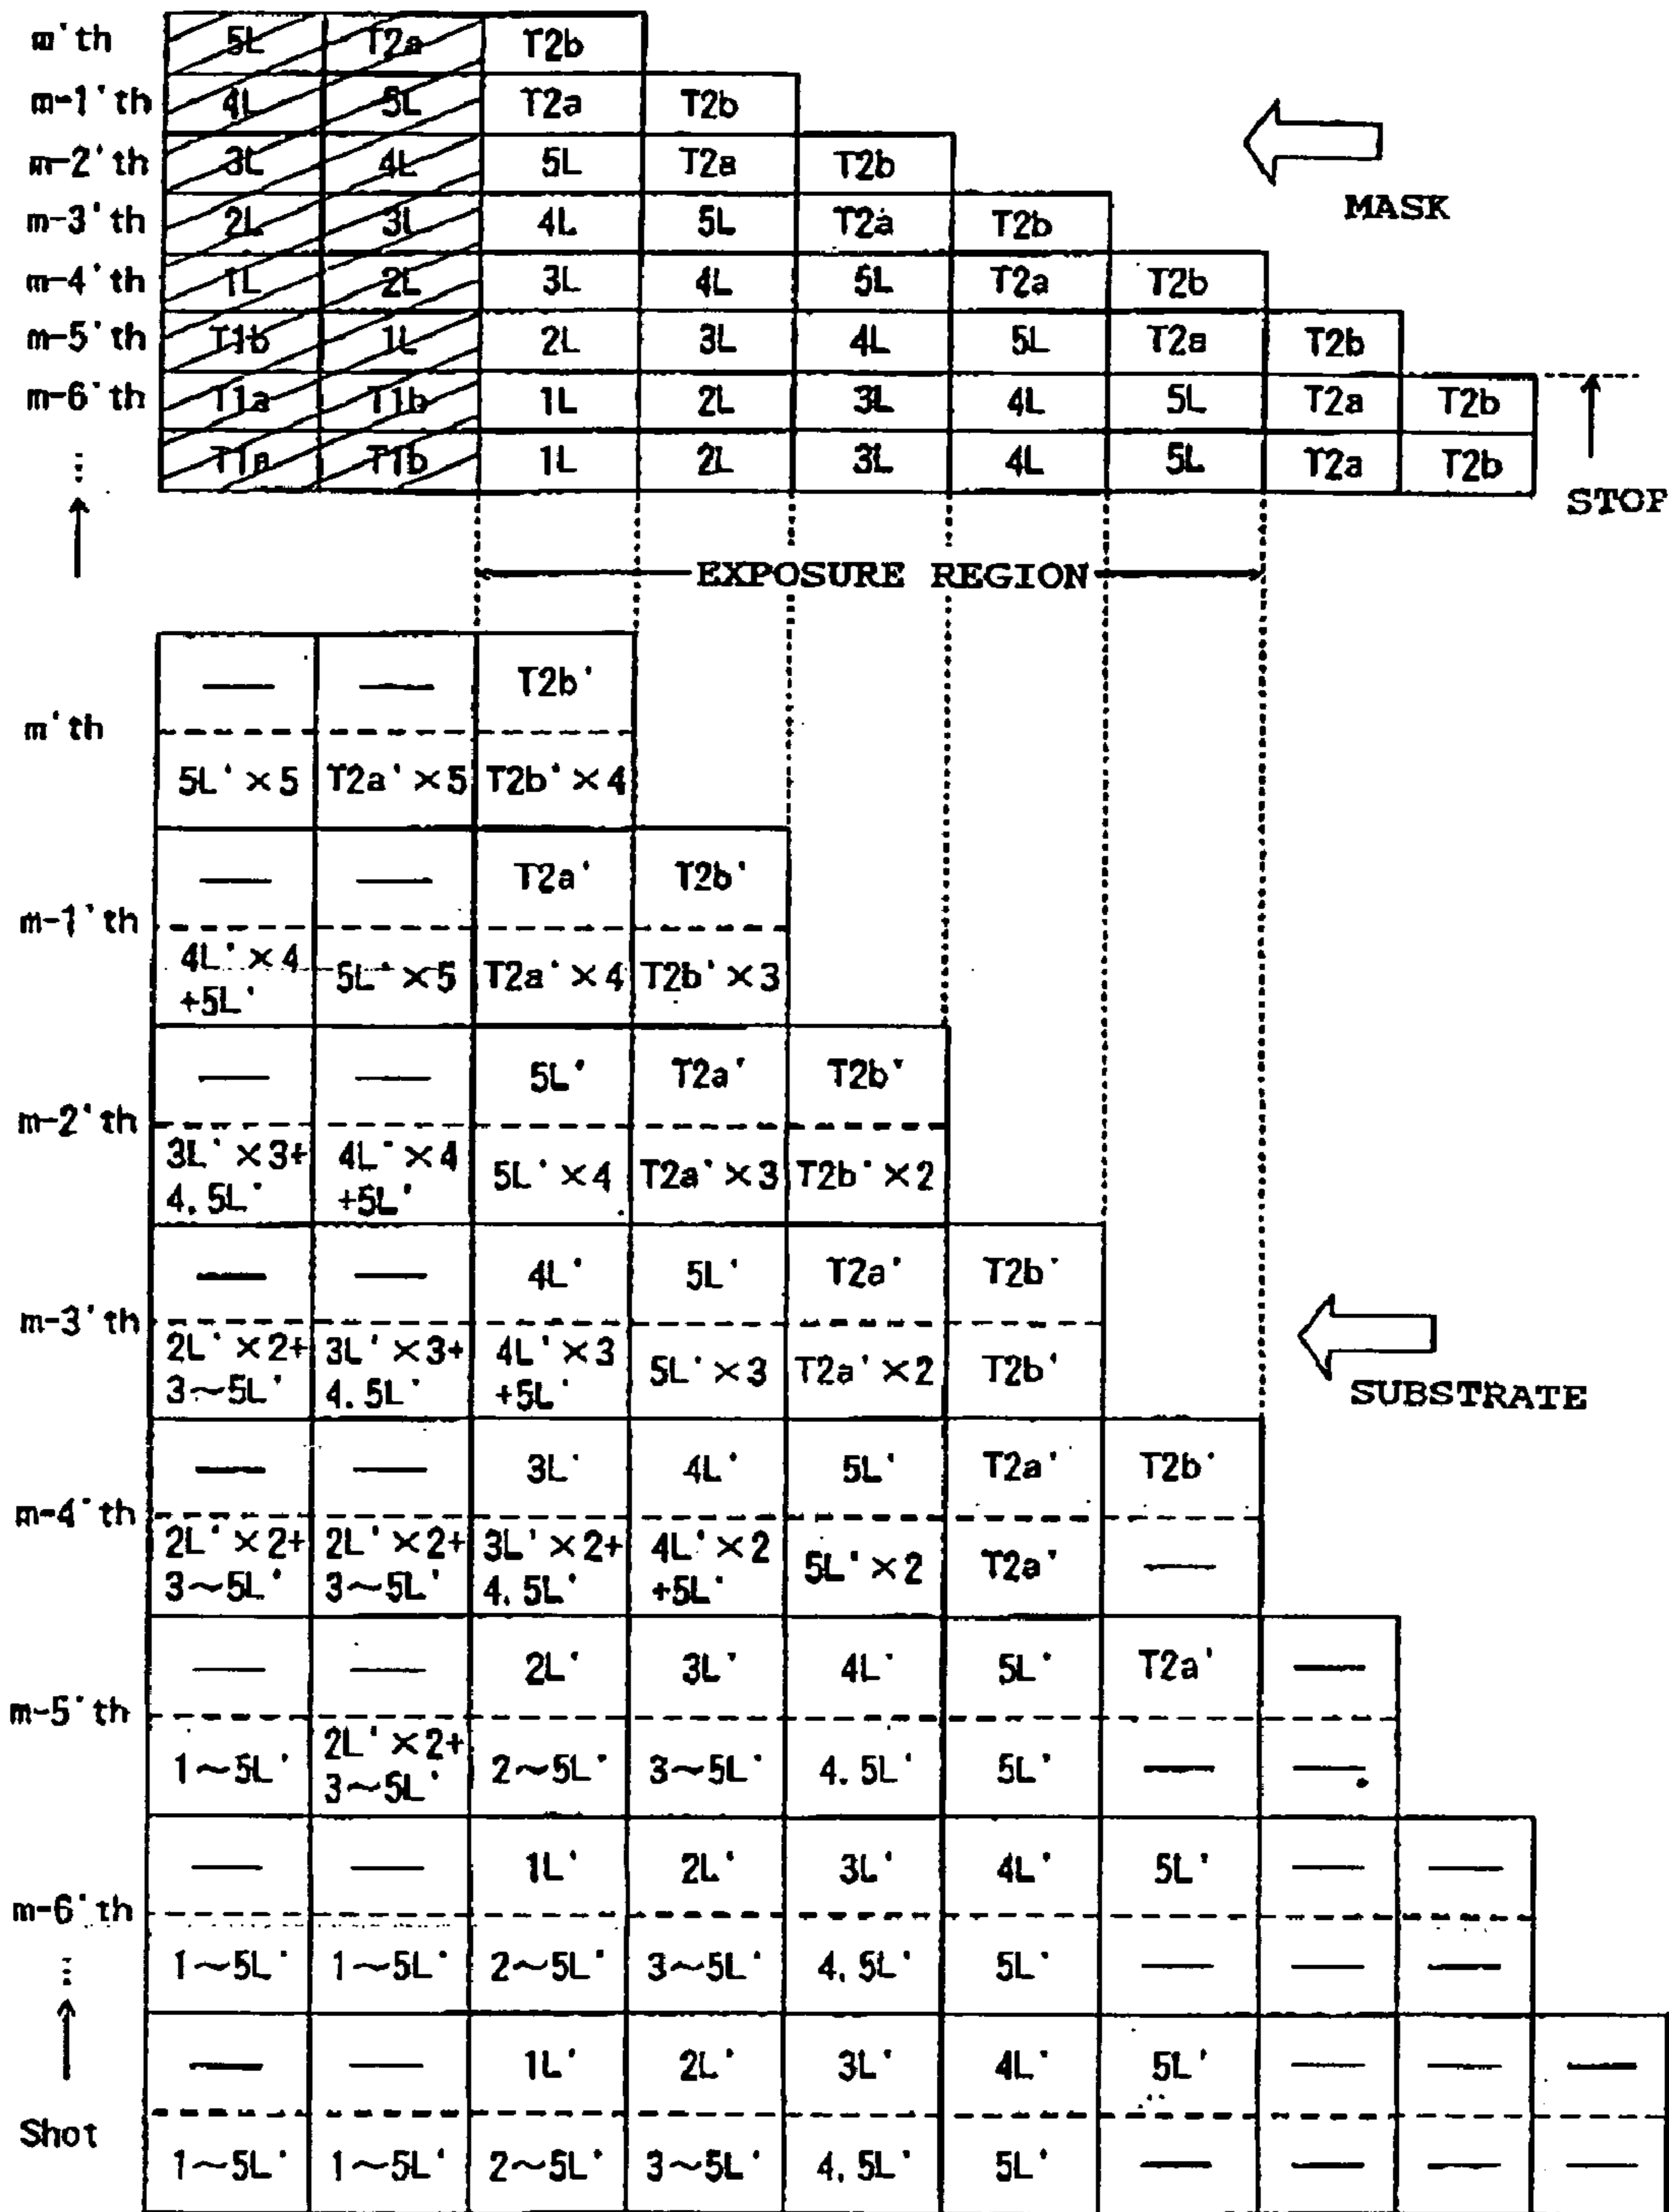 m'th 5L T2a T2b
m-1'th 4L 5L T2a T2b
m-2'th 3L 4L 5L T2a T2b
m-3'th 2L 3L 4L 5L T2a T2b
MASK
m-4'th 1L 2L 3L 4L 5L T2a T2b
m-5'th T1b 1L 2L 3L 4L 5L T2a T2b
m-6'th T1a T1b 1L 2L 3L 4L 5L T2a T2b
T1a T1b 1L 2L 3L 4L 5L T2a T2b
STOP
EXPOSURE REGION
— — T2b'
m'th
5L'×5 T2a'×5 T2b'×4
— — T2a' T2b'
m-1'th
4L'×4 5L'×5 T2a'×4 T2b'×3
+5L'
— — 5L' T2a' T2b'
m-2'th
3L'×3+ 4L'×4 5L'×4 T2a'×3 T2b'×2
4.5L' +5L'
— — 4L' 5L' T2a' T2b'
m-3'th
2L'×2+ 3L'×3+ 4L'×3 5L'×3 T2a'×2 T2b'
3~5L' 4.5L' +5L'
SUBSTRATE
— — 3L' 4L' 5L' T2a' T2b'
m-4'th
2L'×2+ 2L'×2+ 3L'×2+ 4L'×2 5L'×2 T2a' —
3~5L' 3~5L' 4.5L' +5L'
— — 2L' 3L' 4L' 5L' T2a' —
m-5'th
1~5L' 2L'×2+ 2~5L' 3~5L' 4.5L' 5L' — —
3~5L'
— — 1L' 2L' 3L' 4L' 5L' — —
m-6'th
1~5L' 1~5L' 2~5L' 3~5L' 4.5L' 5L' — — —
— — 1L' 2L' 3L' 4L' 5L' — — —
Shot
1~5L' 1~5L' 2~5L' 3~5L' 4.5L' 5L' — — — —